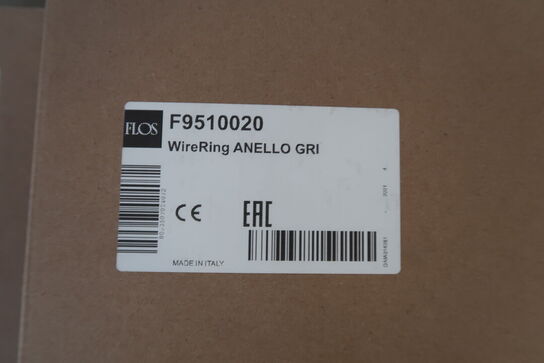 FLOS
F9510020
WireRing ANELLO GRI
CE
EAC
MADE IN ITALY